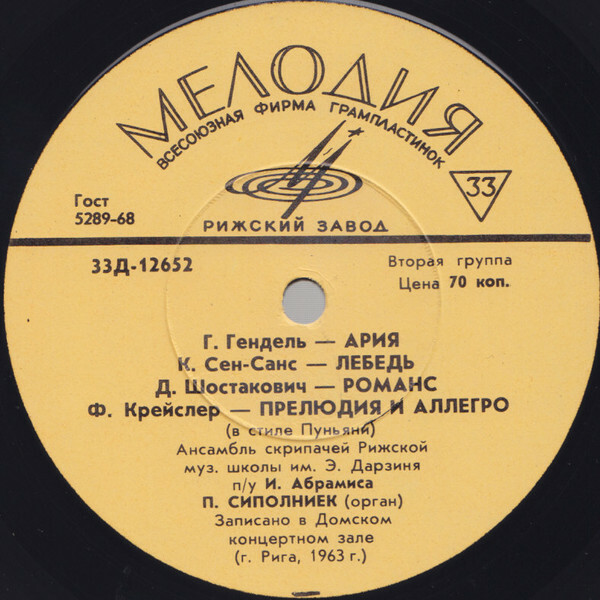 МЕЛОДИЯ
ВСЕСОЮЗНАЯ ФИРМА ГРАМПЛАСТИНОК
33
Гост
5289-68
РИЖСКИЙ ЗАВОД
33Д-12652
Вторая группа
Цена 70 коп.
Г. Гендель — АРИЯ
К. Сен-Санс — ЛЕБЕДЬ
Д. Шостакович — РОМАНС
Ф. Крейслер — ПРЕЛЮДИЯ И АЛЛЕГРО
(в стиле Пуньяни)
Ансамбль скрипачей Рижской
муз. школы им. Э. Дарзиня
п/у И. Абрамиса
П. СИПОЛНИЕК (орган)
Записано в Домском
концертном зале
(г. Рига, 1963 г.)